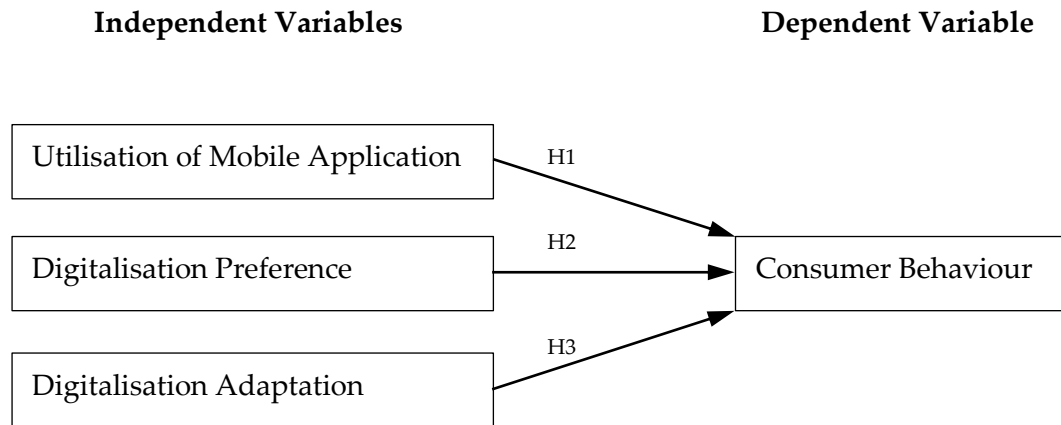 Independent Variables
Dependent Variable
Utilisation of Mobile Application
H1
Digitalisation Preference
H2
Consumer Behaviour
H3
Digitalisation Adaptation